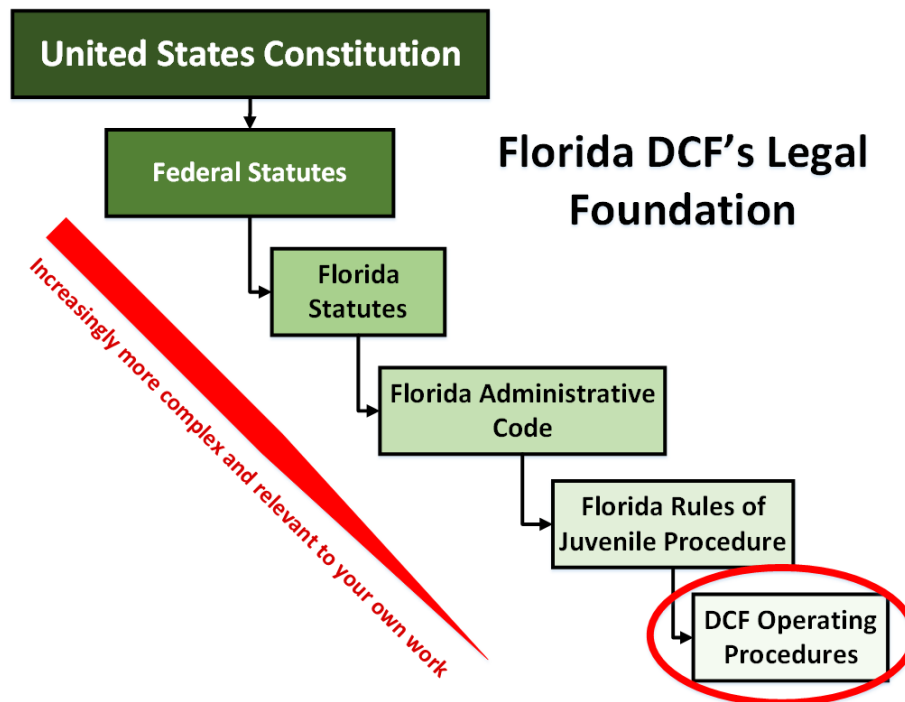 United States Constitution
Federal Statutes
Florida DCF’s Legal
Foundation
Florida
Statutes
Increasingly more complex and relevant to your own work
Florida Administrative
Code
Florida Rules of
Juvenile Procedure
DCF Operating
Procedures